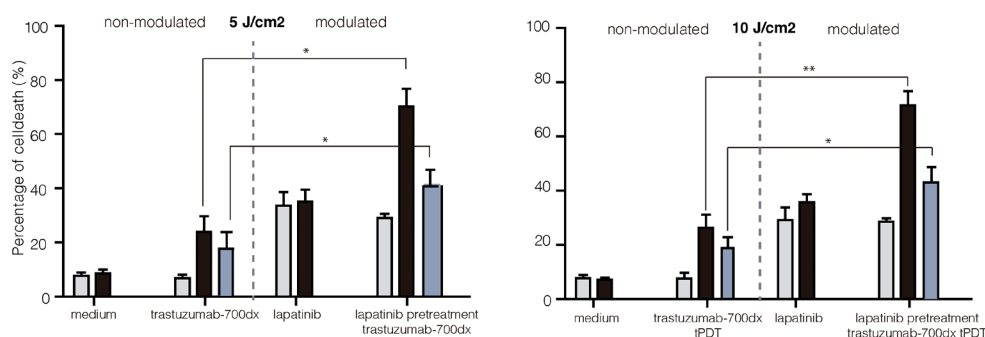 non-modulated 5 J/cm2 modulated
Percentage of celldeath (%)
100
80
60
40
20
0
*
*
medium trastuzumab-700dx lapatinib lapatinib pretreatment
trastuzumab-700dx
non-modulated 10 J/cm2 modulated
100
80
60
40
20
0
**
*
medium trastuzumab-700dx lapatinib lapatinib pretreatment
tPDT trastuzumab-700dx tPDT